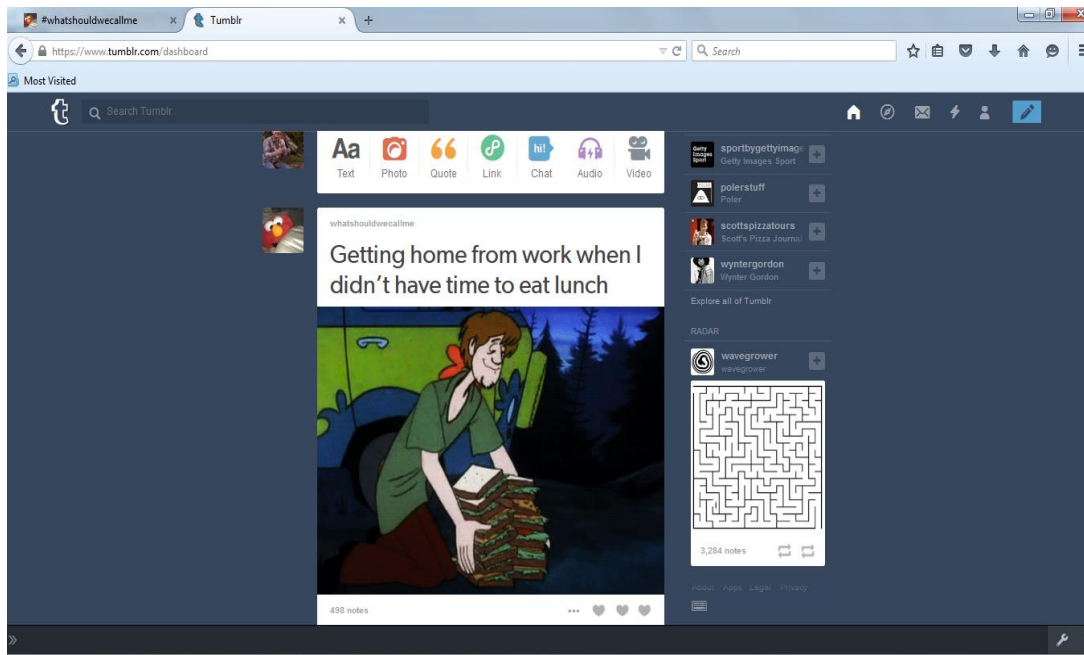 #whatshouldwecallme
Tumblr
https://www.tumblr.com/dashboard
Search
Most Visited
Search Tumblr
Aa
Text
Photo
Quote
Link
hi!
Chat
Audio
Video
whatshouldwecallme
Getting home from work when I
didn't have time to eat lunch
498 notes
Getty Images Sport
sportbygettyimage
Getty Images Sport
polerstuff
Poler
scottspizzatours
Scott's Pizza Journal
wyntergordon
Wynter Gordon
Explore all of Tumblr
RADAR
wavegrower
wavegrower
3,284 notes
About Apps Legal Privacy